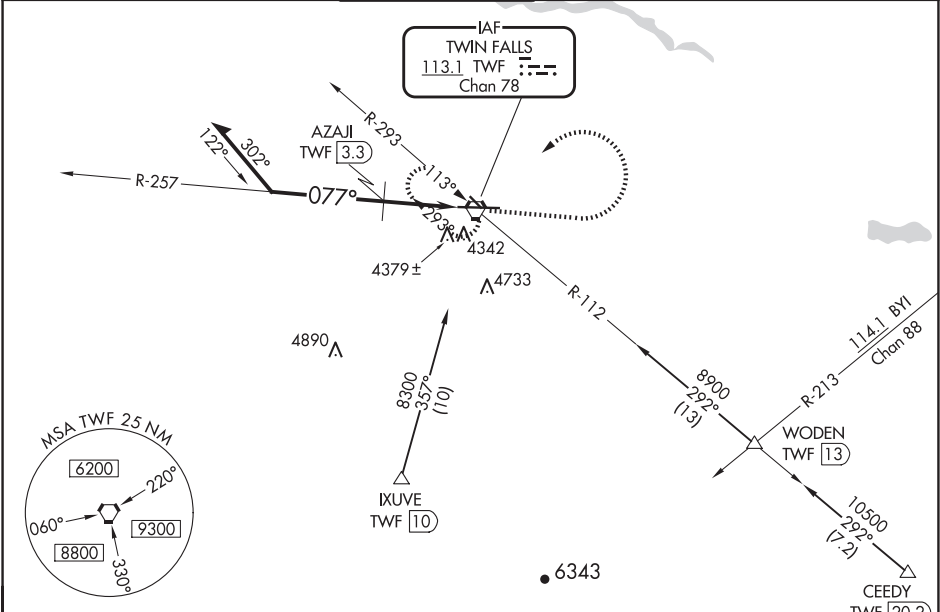 IAF
TWIN FALLS
113.1 TWF
Chan 78
R-293
AZAJI
TWF 3.3
122°
302°
R-257
077°
113°
293°
4342
4379 ±
4733
R-112
4890
114.1 BYI
Chan 88
R-213
8300
357°
(10)
8900
292°
(13)
WODEN
TWF 13
MSA TWF 25 NM
6200
220°
060°
9300
8800
330°
IXUVE
TWF 10
10500
292°
(7.2)
6343
CEEDY
TWF 20.2